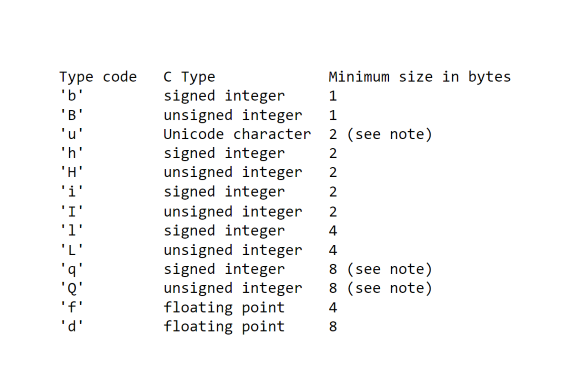 Type code   C Type             Minimum size in bytes
'b'         signed integer     1
'B'         unsigned integer   1
'u'         Unicode character  2 (see note)
'h'         signed integer     2
'H'         unsigned integer   2
'i'         signed integer     2
'I'         unsigned integer   2
'l'         signed integer     4
'L'         unsigned integer   4
'q'         signed integer     8 (see note)
'Q'         unsigned integer   8 (see note)
'f'         floating point     4
'd'         floating point     8